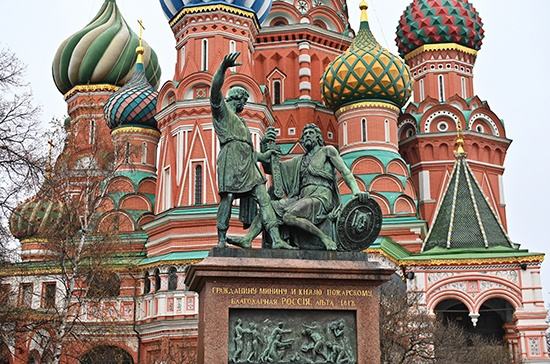 ГРАЖДАНИНУ МИНИНУ И КНЯЗЮ ПОЖАРСКОМУ
БЛАГОДАРНАЯ РОССІЯ. ЛѢТА 1818